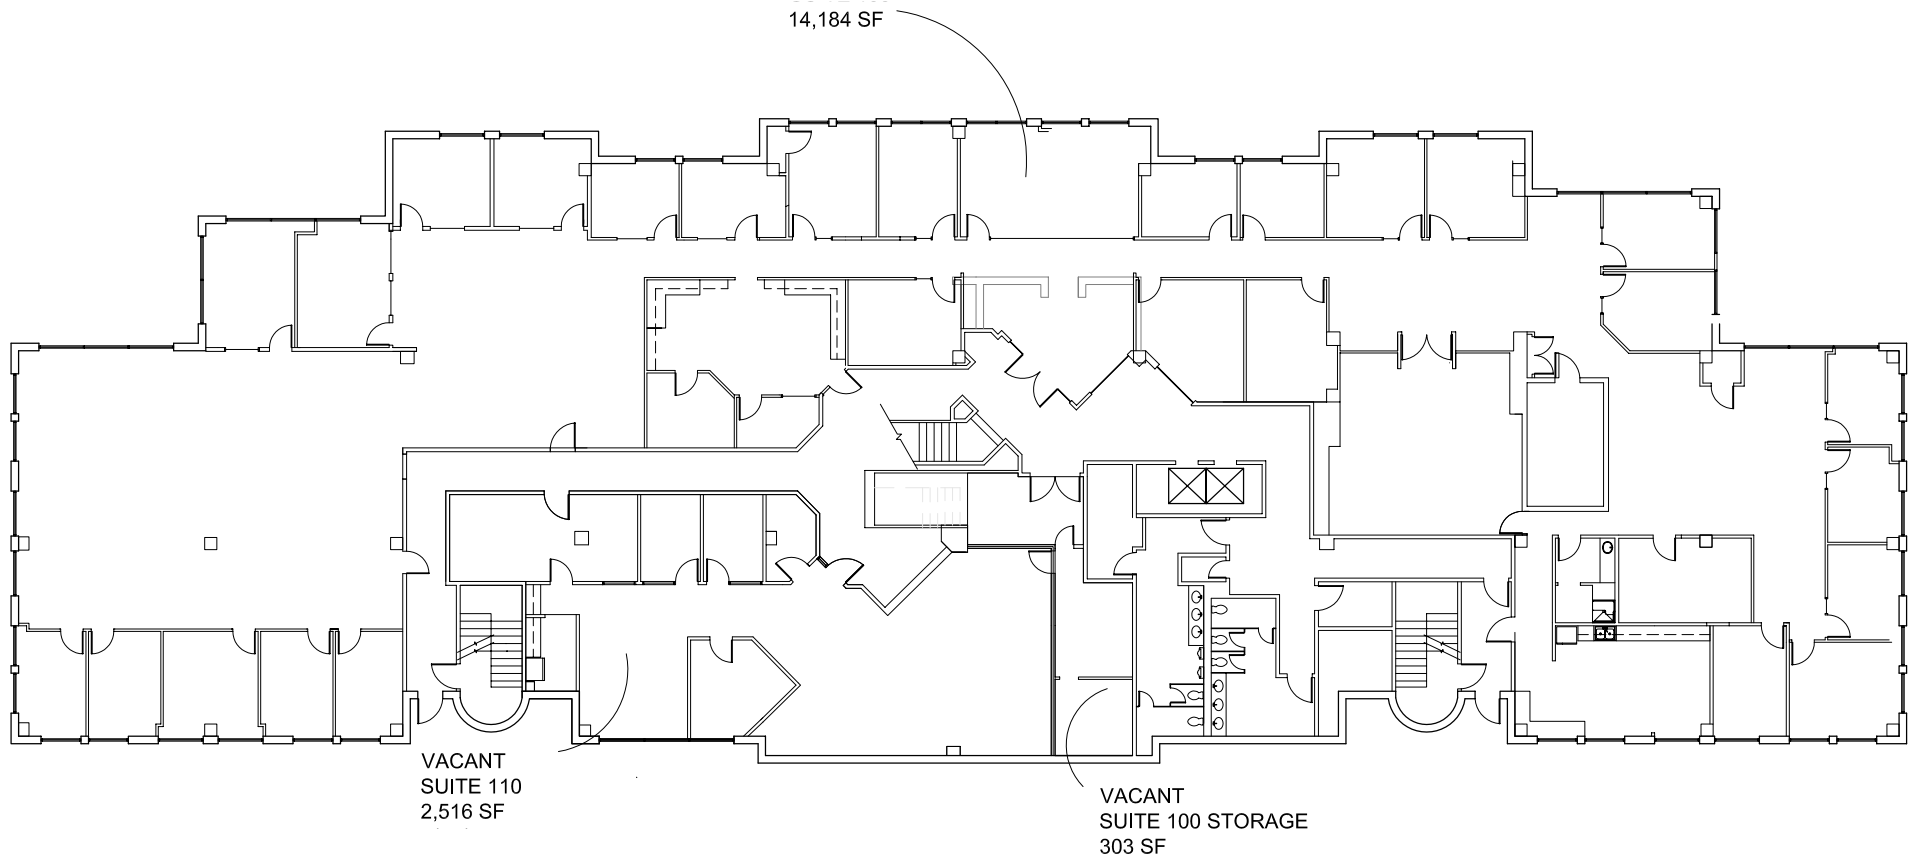 14,184 SF
VACANT
SUITE 110
2,516 SF
VACANT
SUITE 100 STORAGE
303 SF